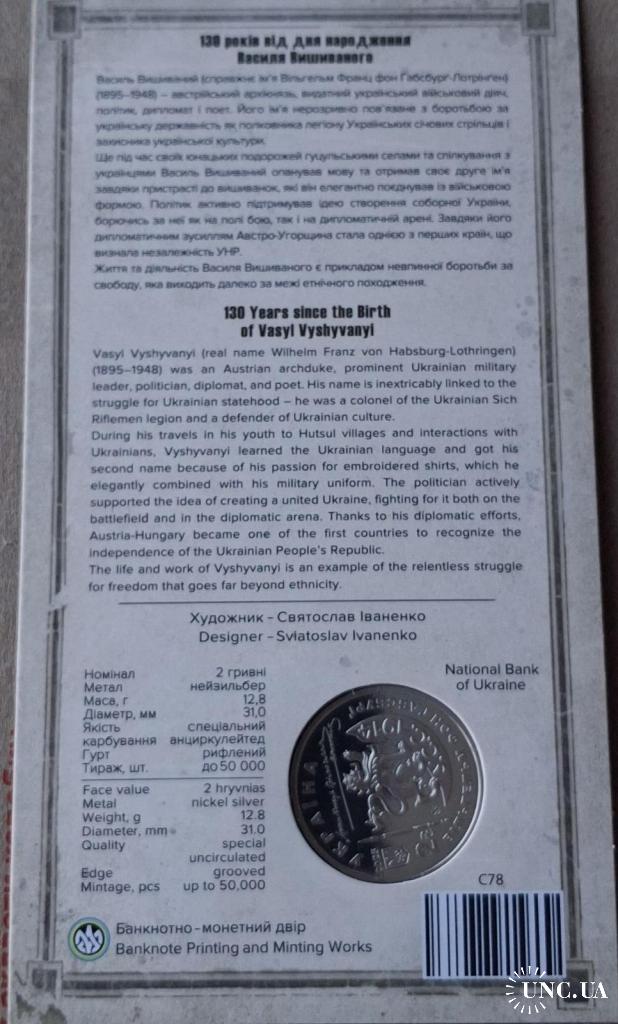 130 років від дня народження
Василя Вишиваного
Василь Вишиваний (справжнє ім'я Вільгельм Франц фон Габсбург-Лотрінген)
(1895–1948) – австрійський архікнязь, видатний український військовий діяч,
політик, дипломат і поет. Його ім'я нерозривно пов'язане з боротьбою за
українську державність як полковника легіону Українських січових стрільців і
захисника української культури.
Ще під час своїх юнацьких подорожей гуцульськими селами та спілкування з
українцями Василь Вишиваний опанував мову та отримав своє друге ім'я
завдяки пристрасті до вишиванок, які він елегантно поєднував із військовою
формою. Політик активно підтримував ідею створення соборної України,
борючись за неї як на полі бою, так і на дипломатичній арені. Завдяки його
дипломатичним зусиллям Австро-Угорщина стала однією з перших країн, що
визнала незалежність УНР.
Життя та діяльність Василя Вишиваного є прикладом невпинної боротьби за
свободу, яка виходить далеко за межі етнічного походження.
130 Years since the Birth
of Vasyl Vyshyvanyi
Vasyl Vyshyvanyi (real name Wilhelm Franz von Habsburg-Lothringen)
(1895–1948) was an Austrian archduke, prominent Ukrainian military
leader, politician, diplomat, and poet. His name is inextricably linked to the
struggle for Ukrainian statehood – he was a colonel of the Ukrainian Sich
Riflemen legion and a defender of Ukrainian culture.
During his travels in his youth to Hutsul villages and interactions with
Ukrainians, Vyshyvanyi learned the Ukrainian language and got his
second name because of his passion for embroidered shirts, which he
elegantly combined with his military uniform. The politician actively
supported the idea of creating a united Ukraine, fighting for it both on the
battlefield and in the diplomatic arena. Thanks to his diplomatic efforts,
Austria-Hungary became one of the first countries to recognize the
independence of the Ukrainian People's Republic.
The life and work of Vyshyvanyi is an example of the relentless struggle
for freedom that goes far beyond ethnicity.
Художник – Святослав Іваненко
Designer – Sviatoslav Ivanenko
National Bank
of Ukraine
Номінал 2 гривні
Метал нейзильбер
Маса, г 12,8
Діаметр, мм 31,0
Якість спеціальний
карбування анциркулейтед
Гурт рифлений
Тираж, шт. до 50 000
Face value 2 hryvnias
Metal nickel silver
Weight, g 12.8
Diameter, mm 31.0
Quality special
uncirculated
Edge grooved
Mintage, pcs up to 50,000
УКРАЇНА
1914
C78
Банкнотно-монетний двір
Banknote Printing and Minting Works
UNC.UA